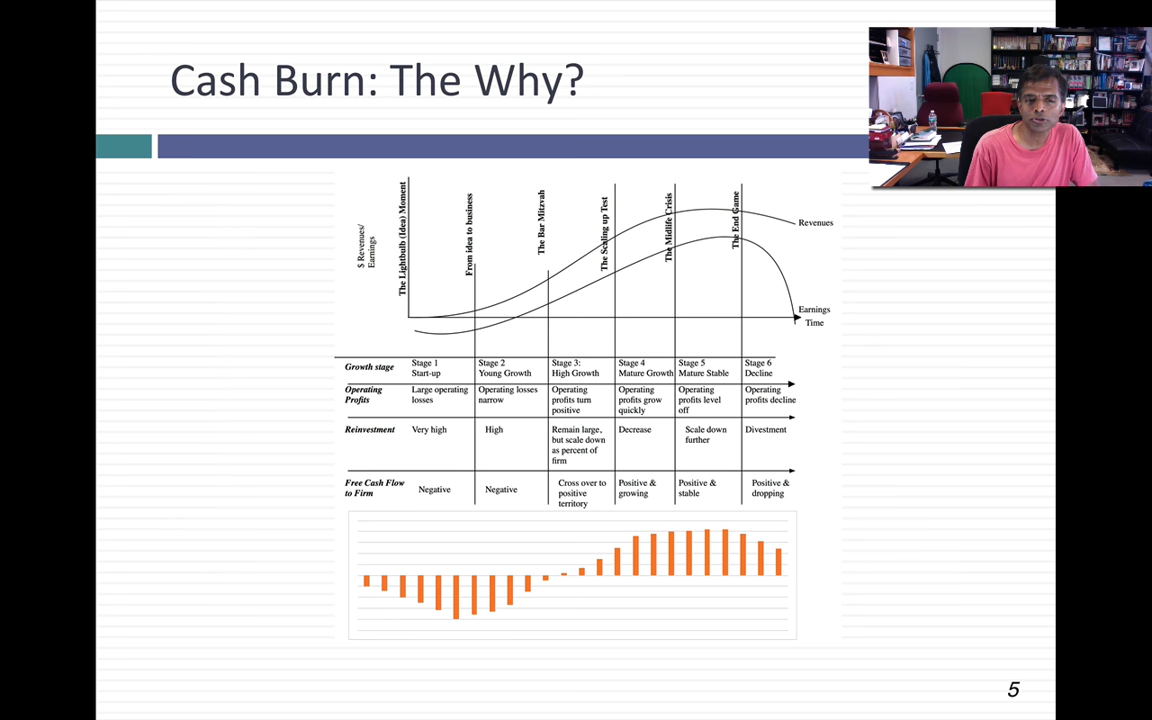 Cash Burn: The Why?
$ Revenues/
Earnings
The Lightbulb (Idea) Moment
From idea to business
The Bar Mitzvah
The Scaling up Test
The Midlife Crisis
The End Game
Revenues
Earnings
Time
Growth stage
Stage 1
Start-up
Stage 2
Young Growth
Stage 3:
High Growth
Stage 4
Mature Growth
Stage 5
Mature Stable
Stage 6
Decline
Operating
Profits
Large operating
losses
Operating losses
narrow
Operating
profits turn
positive
Operating
profits grow
quickly
Operating
profits level
off
Operating
profits decline
Reinvestment
Very high
High
Remain large,
but scale down
as percent of
firm
Decrease
Scale down
further
Divestment
Free Cash Flow
to Firm
Negative
Negative
Cross over to
positive
territory
Positive &
growing
Positive &
stable
Positive &
dropping
5